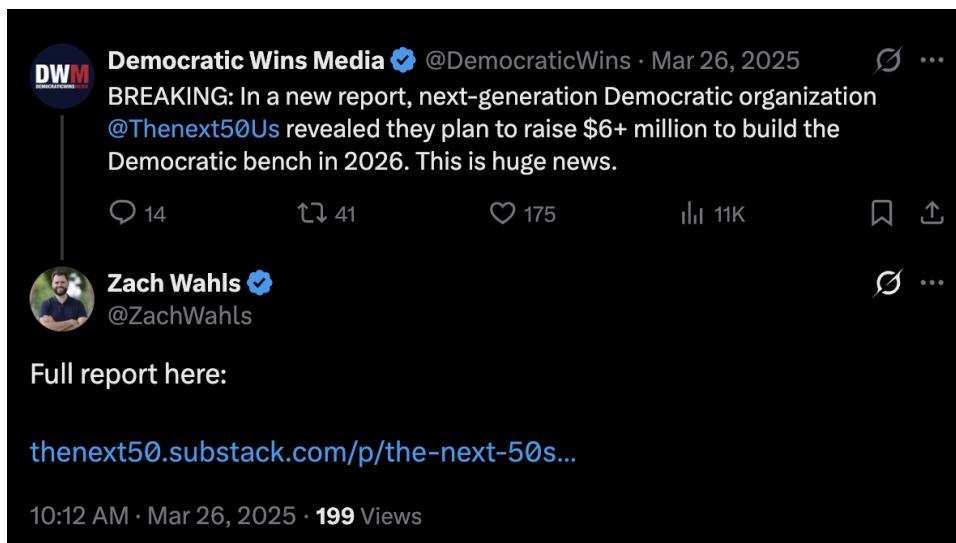 DWM
DEMOCRATICWINSMEDIA
Democratic Wins Media @DemocraticWins · Mar 26, 2025
BREAKING: In a new report, next-generation Democratic organization
@Thenext50Us revealed they plan to raise $6+ million to build the
Democratic bench in 2026. This is huge news.
14 41 175 11K
Zach Wahls
@ZachWahls
Full report here:
thenext50.substack.com/p/the-next-50s...
10:12 AM · Mar 26, 2025 · 199 Views